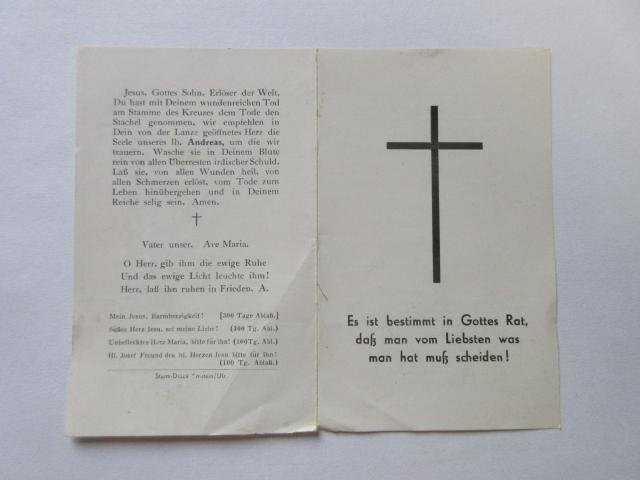 Jesus, Gottes Sohn, Erlöser der Welt,
Du hast mit Deinem wundenreichen Tod
am Stamme des Kreuzes dem Tode den
Stachel genommen, wir empfehlen in
Dein von der Lanze geöffnetes Herz die
Seele unseres lb. Andreas, um die wir
trauern. Wasche sie in Deinem Blute
rein von allen Überresten irdischer Schuld.
Laß sie, von allen Wunden heil, von
allen Schmerzen erlöst, vom Tode zum
Leben hinübergehen und in Deinem
Reiche selig sein. Amen.
Vater unser. Ave Maria.
O Herr, gib ihm die ewige Ruhe
Und das ewige Licht leuchte ihm!
Herr, laß ihn ruhen in Frieden. A.
Mein Jesus, Barmherzigkeit! [300 Tage Ablaß.]
Süßes Herz Jesu, sei meine Liebe! (300 Tg. Abl.)
Unbeflecktes Herz Maria, bitte für ihn! (100Tg. Abl.)
Hl. Josef Freund des hl. Herzen Jesu bitte für ihn!
(100 Tg. Ablaß.)
Es ist bestimmt in Gottes Rat,
daß man vom Liebsten was
man hat muß scheiden!